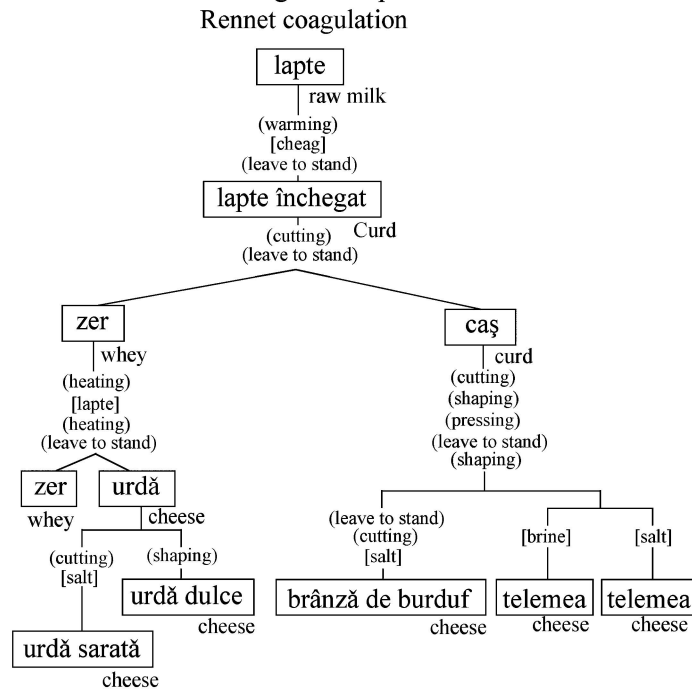 Rennet coagulation
lapte
raw milk
(warming)
[cheag]
(leave to stand)
lapte închegat
Curd
(cutting)
(leave to stand)
zer
whey
(heating)
[lapte]
(heating)
(leave to stand)
zer
whey
urdă
cheese
(cutting)
[salt]
urdă sarată
cheese
(shaping)
urdă dulce
cheese
caş
curd
(cutting)
(shaping)
(pressing)
(leave to stand)
(shaping)
(leave to stand)
(cutting)
[salt]
brânză de burduf
cheese
[brine]
telemea
cheese
[salt]
telemea
cheese